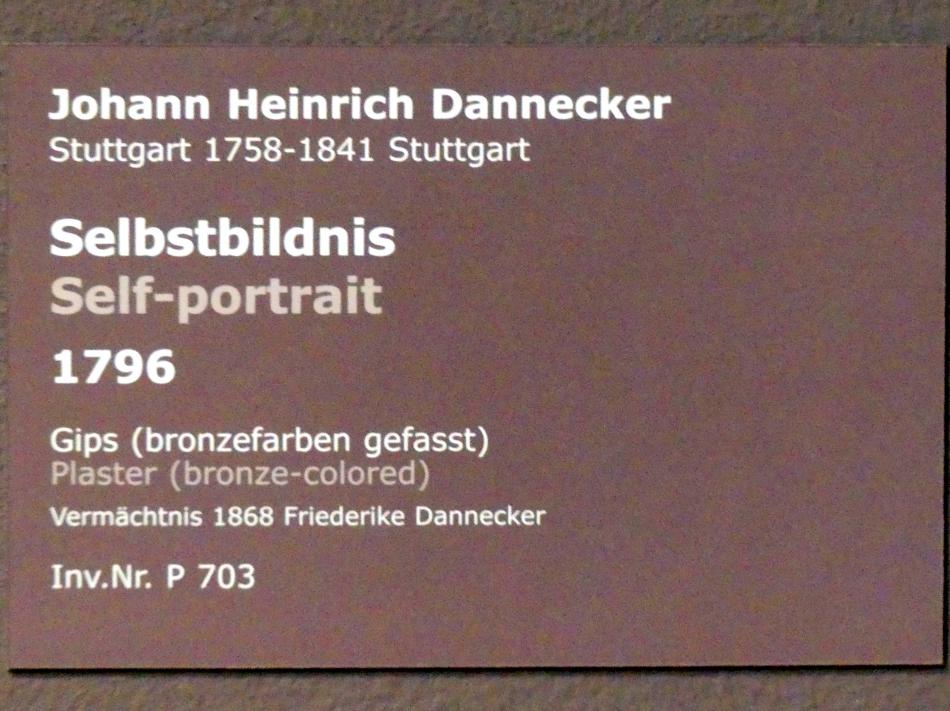 Johann Heinrich Dannecker
Stuttgart 1758-1841 Stuttgart
Selbstbildnis
Self-portrait
1796
Gips (bronzefarben gefasst)
Plaster (bronze-colored)
Vermächtnis 1868 Friederike Dannecker
Inv.Nr. P 703